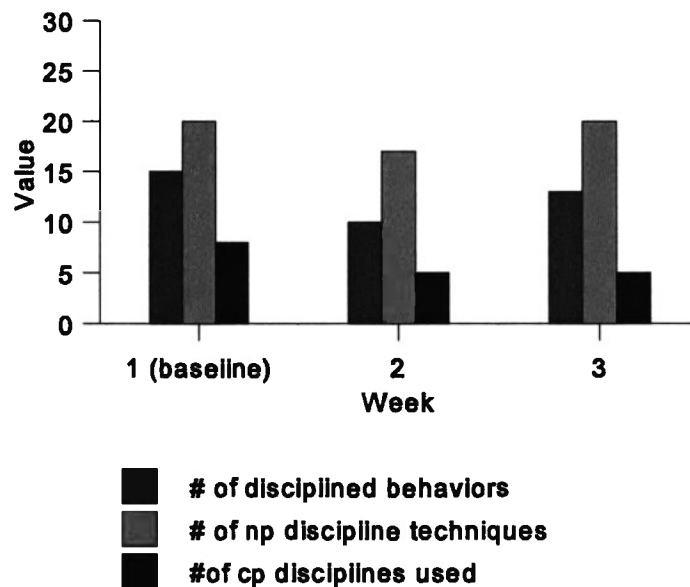 30
25
20
15
10
5
0
Value
1 (baseline) 2 3
Week
# of disciplined behaviors
# of np discipline techniques
#of cp disciplines used